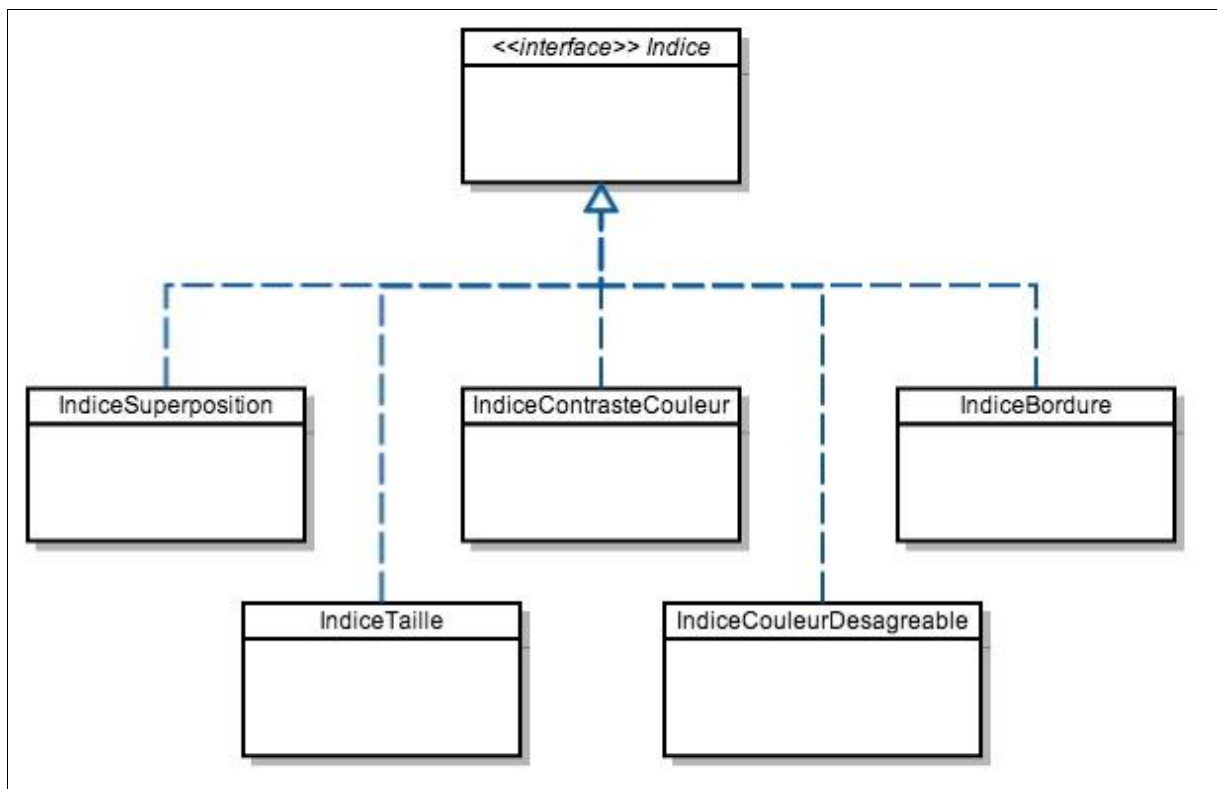 <<interface>> Indice
IndiceSuperposition
IndiceContrasteCouleur
IndiceBordure
IndiceTaille
IndiceCouleurDesagreable